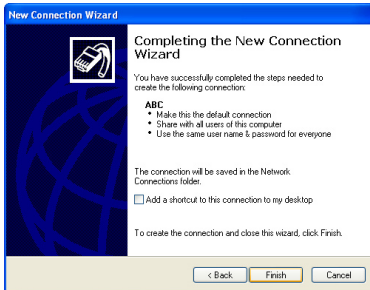 New Connection Wizard
Completing the New Connection
Wizard
You have successfully completed the steps needed to
create the following connection:
ABC
• Make this the default connection
• Share with all users of this computer
• Use the same user name & password for everyone
The connection will be saved in the Network
Connections folder.
Add a shortcut to this connection to my desktop
To create the connection and close this wizard, click Finish.
< Back
Finish
Cancel